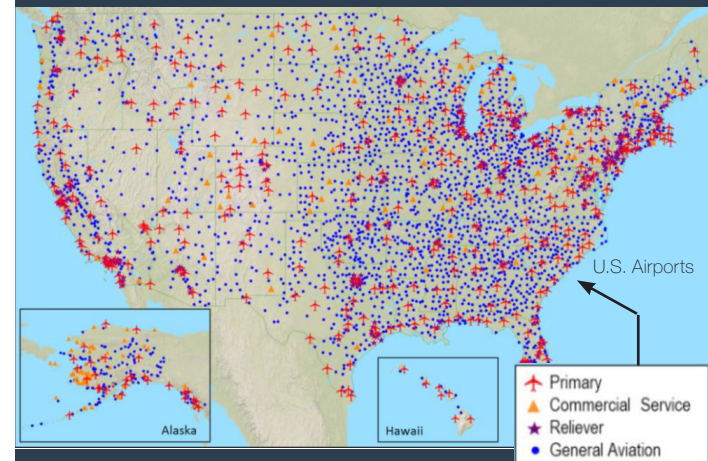 U.S. Airports
Alaska
Hawaii
Primary
Commercial Service
Reliever
General Aviation